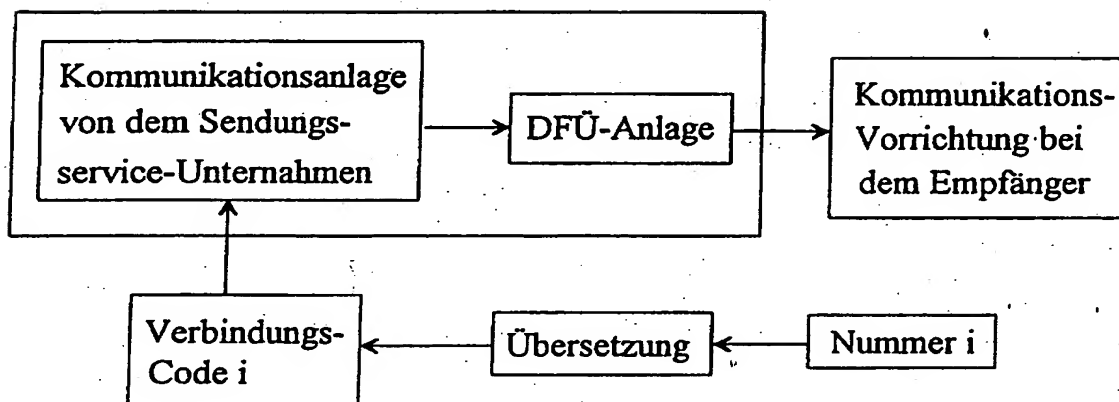 Kommunikationsanlage
von dem Sendungs-
service-Unternahmen
DFÜ-Anlage
Kommunikations-
Vorrichtung bei
dem Empfänger
Verbindungs-
Code i
Übersetzung
Nummer i